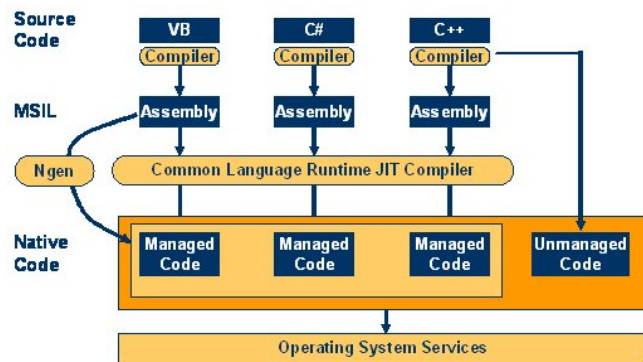 Source
Code
VB
C#
C++
Compiler
Compiler
Compiler
MSIL
Assembly
Assembly
Assembly
Ngen
Common Language Runtime JIT Compiler
Native
Code
Managed
Code
Managed
Code
Managed
Code
Unmanaged
Code
Operating System Services